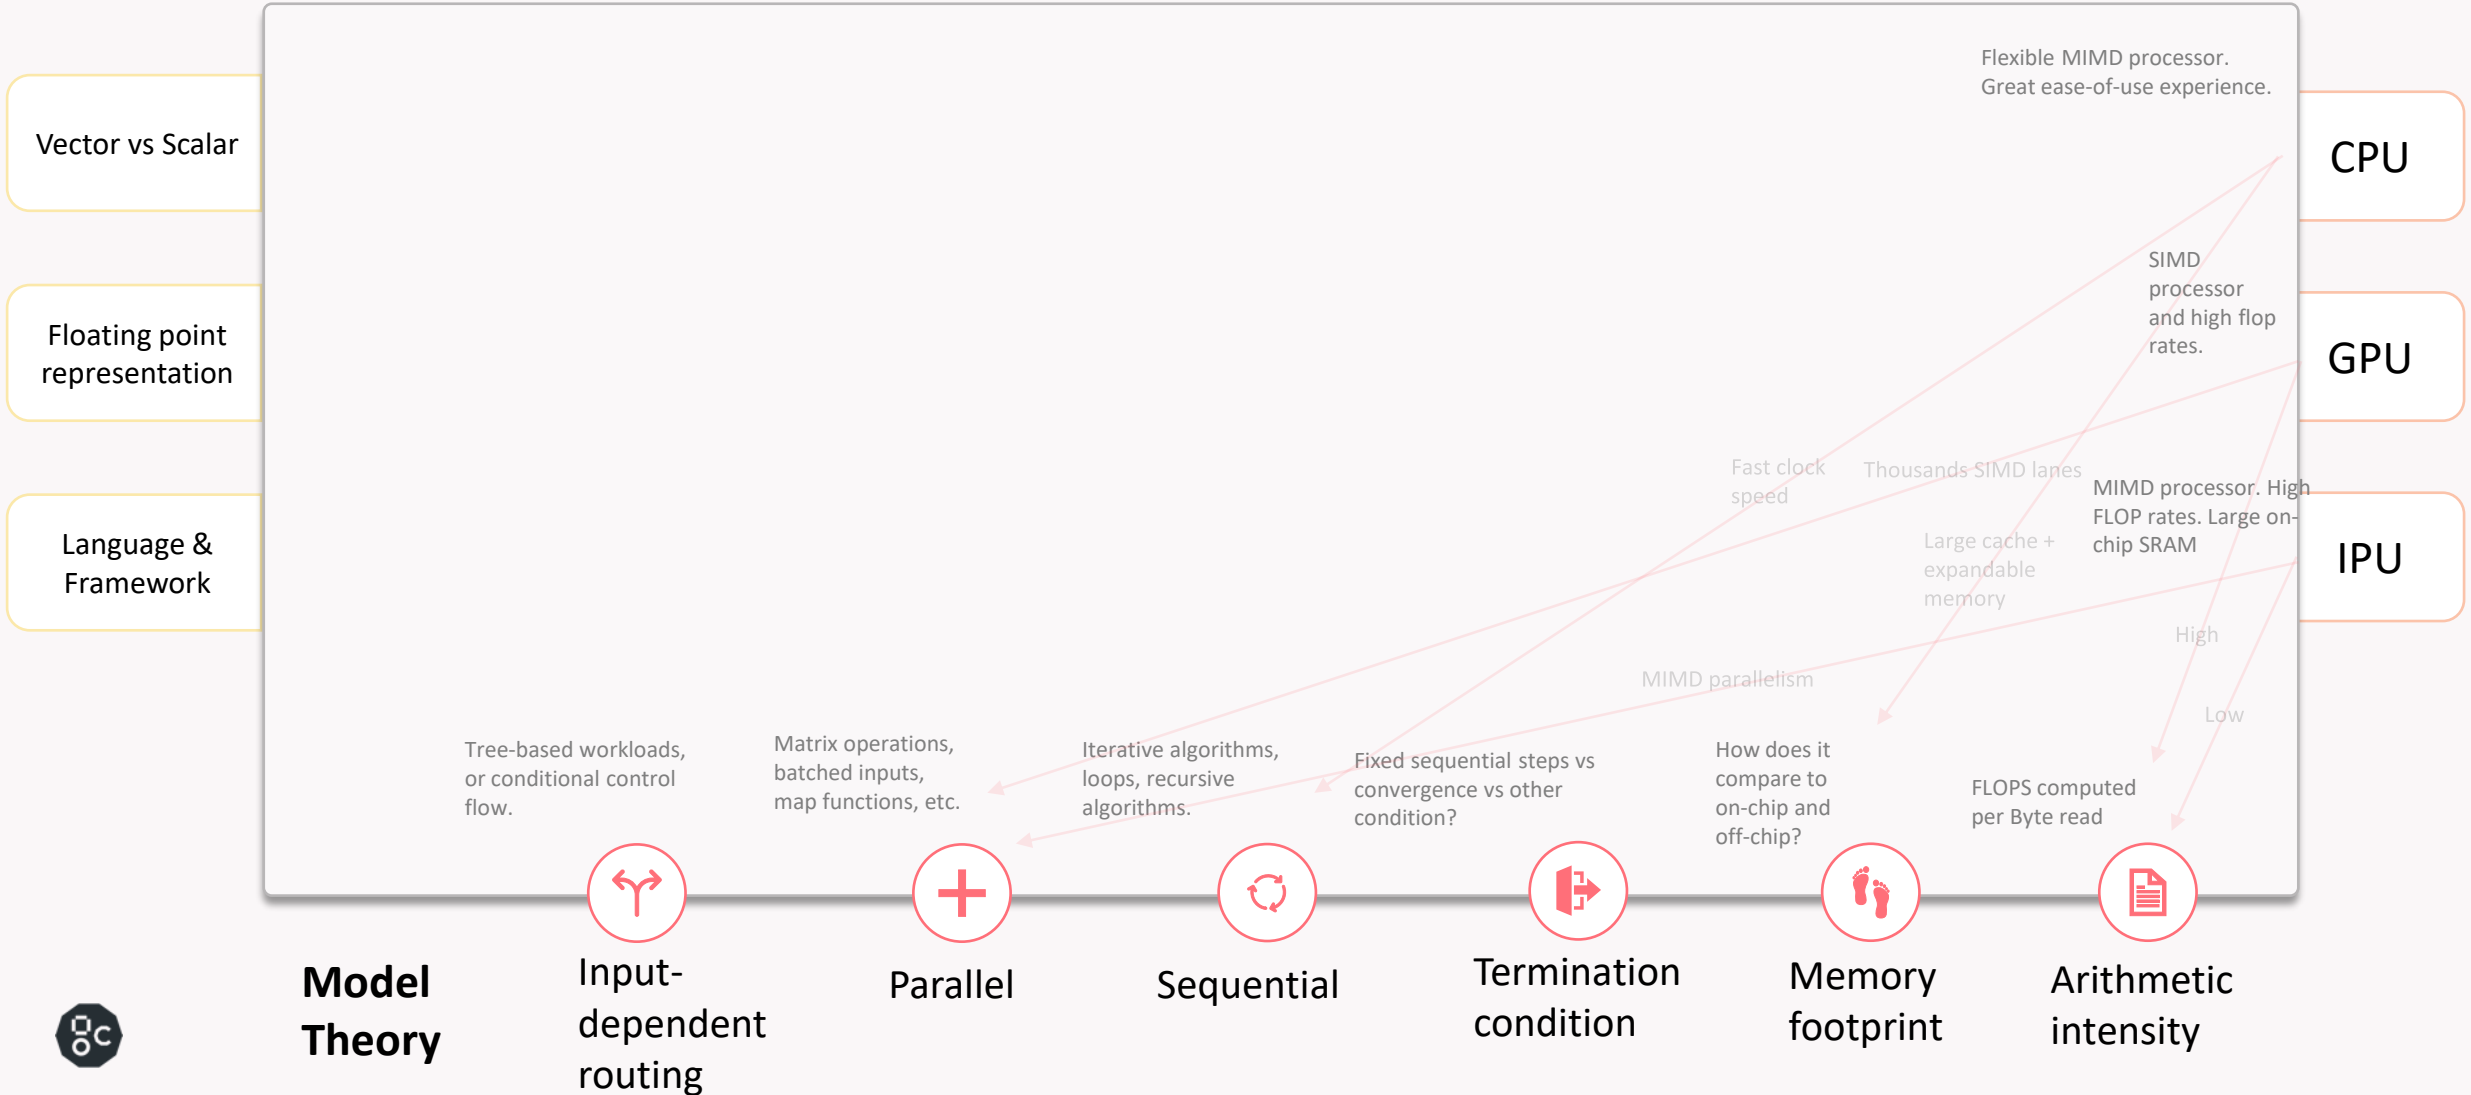 Flexible MIMD processor.
Great ease-of-use experience.
Vector vs Scalar
CPU
SIMD
processor
and high flop
rates.
Floating point
representation
GPU
Fast clock
speed
Thousands SIMD lanes
MIMD processor. High
FLOP rates. Large on-
chip SRAM
Language &
Framework
Large cache +
expandable
memory
IPU
High
MIMD parallelism
Low
Tree-based workloads,
or conditional control
flow.
Matrix operations,
batched inputs,
map functions, etc.
Iterative algorithms,
loops, recursive
algorithms.
Fixed sequential steps vs
convergence vs other
condition?
How does it
compare to
on-chip and
off-chip?
FLOPS computed
per Byte read
Model
Theory
Input-
dependent
routing
Parallel
Sequential
Termination
condition
Memory
footprint
Arithmetic
intensity